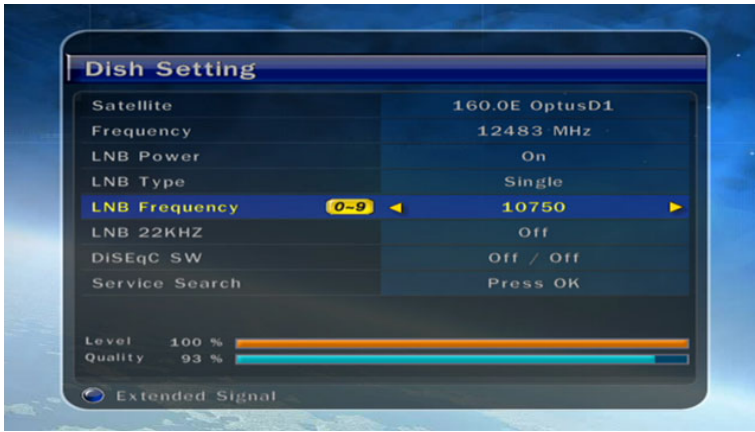 Dish Setting
Satellite 160.0E OptusD1
Frequency 12483 MHz
LNB Power On
LNB Type Single
LNB Frequency 0~9 10750
LNB 22KHZ Off
DiSEqC SW Off / Off
Service Search Press OK
Level 100 %
Quality 93 %
Extended Signal